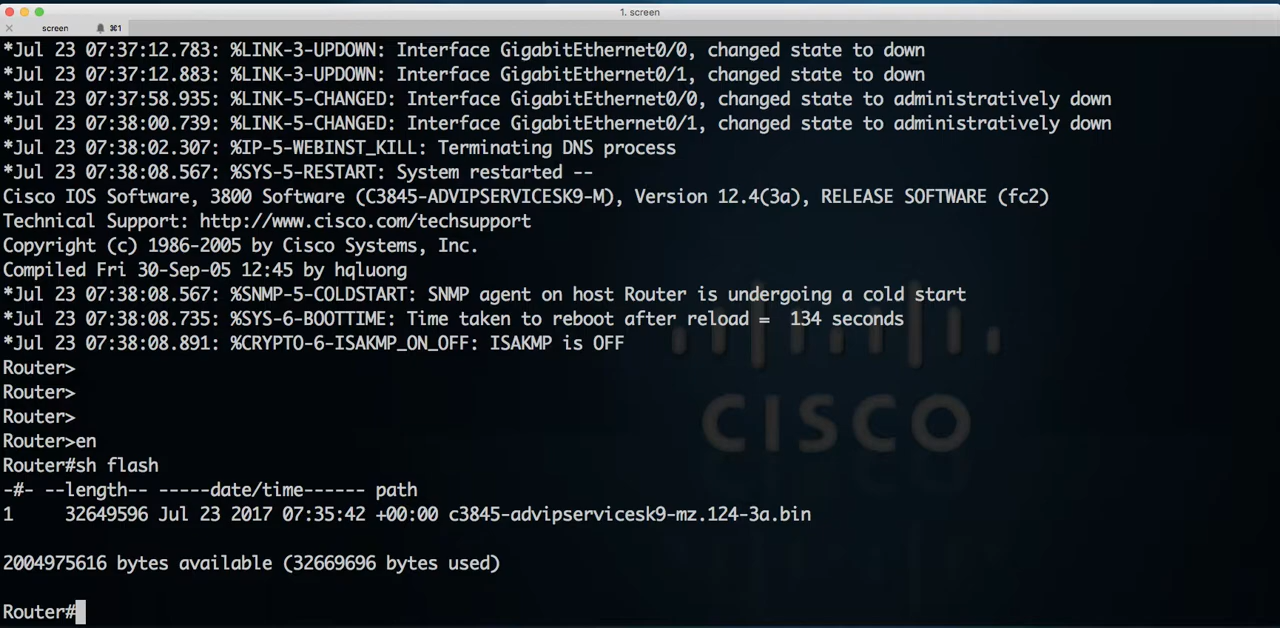 1. screen
screen ⌘1
*Jul 23 07:37:12.783: %LINK-3-UPDOWN: Interface GigabitEthernet0/0, changed state to down
*Jul 23 07:37:12.883: %LINK-3-UPDOWN: Interface GigabitEthernet0/1, changed state to down
*Jul 23 07:37:58.935: %LINK-5-CHANGED: Interface GigabitEthernet0/0, changed state to administratively down
*Jul 23 07:38:00.739: %LINK-5-CHANGED: Interface GigabitEthernet0/1, changed state to administratively down
*Jul 23 07:38:02.307: %IP-5-WEBINST_KILL: Terminating DNS process
*Jul 23 07:38:08.567: %SYS-5-RESTART: System restarted --
Cisco IOS Software, 3800 Software (C3845-ADVIPSERVICESK9-M), Version 12.4(3a), RELEASE SOFTWARE (fc2)
Technical Support: http://www.cisco.com/techsupport
Copyright (c) 1986-2005 by Cisco Systems, Inc.
Compiled Fri 30-Sep-05 12:45 by hqluong
*Jul 23 07:38:08.567: %SNMP-5-COLDSTART: SNMP agent on host Router is undergoing a cold start
*Jul 23 07:38:08.735: %SYS-6-BOOTTIME: Time taken to reboot after reload =  134 seconds
*Jul 23 07:38:08.891: %CRYPTO-6-ISAKMP_ON_OFF: ISAKMP is OFF
Router>
Router>
Router>
CISCO
Router>en
Router#sh flash
-#- --length-- -----date/time------ path
1     32649596 Jul 23 2017 07:35:42 +00:00 c3845-advipservicesk9-mz.124-3a.bin
2004975616 bytes available (32669696 bytes used)
Router#